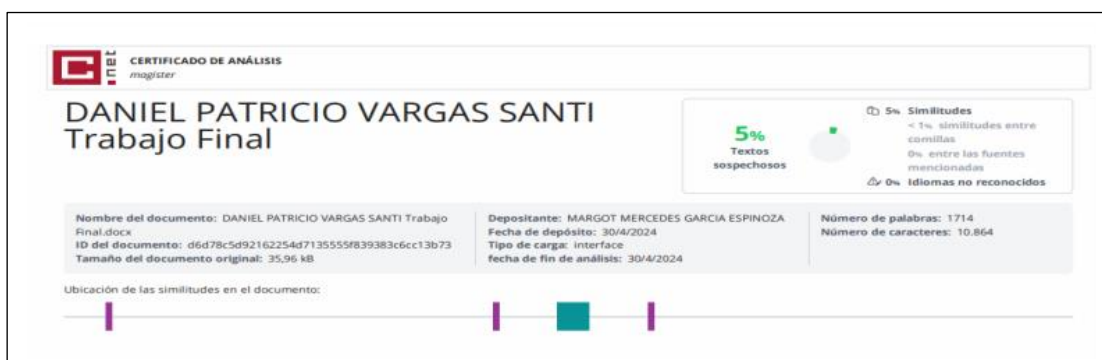 C .net
CERTIFICADO DE ANÁLISIS
magister
DANIEL PATRICIO VARGAS SANTI
Trabajo Final
5%
Textos
sospechosos
5% Similitudes
< 1% similitudes entre
comillas
0% entre las fuentes
mencionadas
0% Idiomas no reconocidos
Nombre del documento: DANIEL PATRICIO VARGAS SANTI Trabajo
Final.docx
ID del documento: d6d78c5d92162254d7135555f839383c6cc13b73
Tamaño del documento original: 35,96 kB
Depositante: MARGOT MERCEDES GARCIA ESPINOZA
Fecha de depósito: 30/4/2024
Tipo de carga: interface
fecha de fin de análisis: 30/4/2024
Número de palabras: 1714
Número de caracteres: 10.864
Ubicación de las similitudes en el documento: